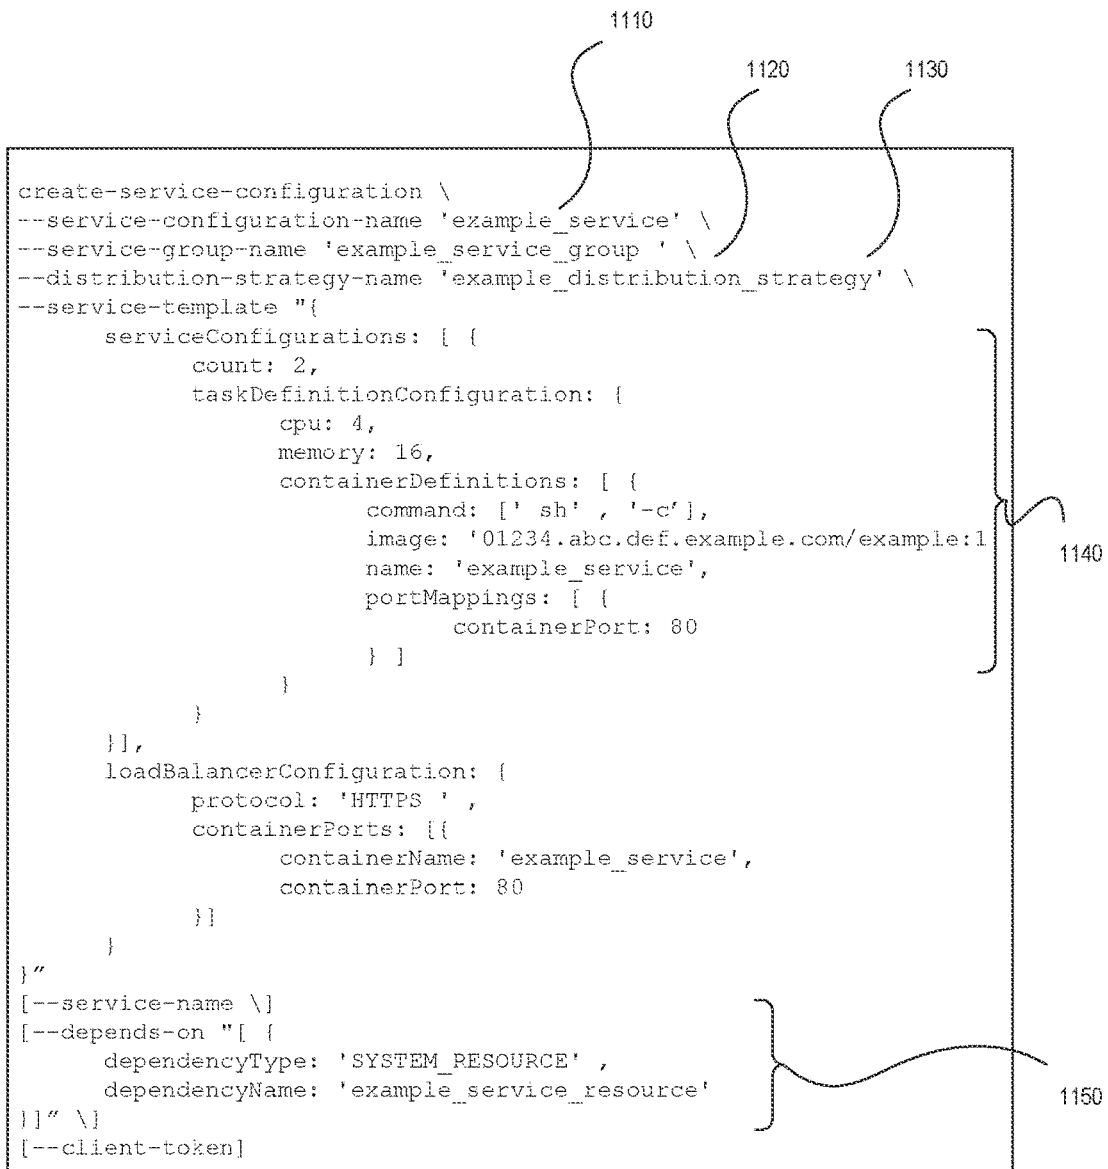 1110
1120
1130
create-service-configuration \
--service-configuration-name 'example_service' \
--service-group-name 'example_service_group ' \
--distribution-strategy-name 'example_distribution_strategy' \
--service-template "{
serviceConfigurations: [ {
count: 2,
taskDefinitionConfiguration: {
cpu: 4,
memory: 16,
containerDefinitions: [ {
command: [' sh' , '-c’],
image: '01234.abc.def.example.com/example:1
name: 'example_service',
portMappings: [ {
containerPort: 80
} ]
}
}
}],
loadBalancerConfiguration: {
protocol: 'HTTPS ' ,
containerPorts: [{
containerName: 'example_service',
containerPort: 80
}]
}
}”
[--service-name \]
[--depends-on "[ {
dependencyType: 'SYSTEM_RESOURCE' ,
dependencyName: 'example_service_resource'
}]” \]
[--client-token]
1140
1150